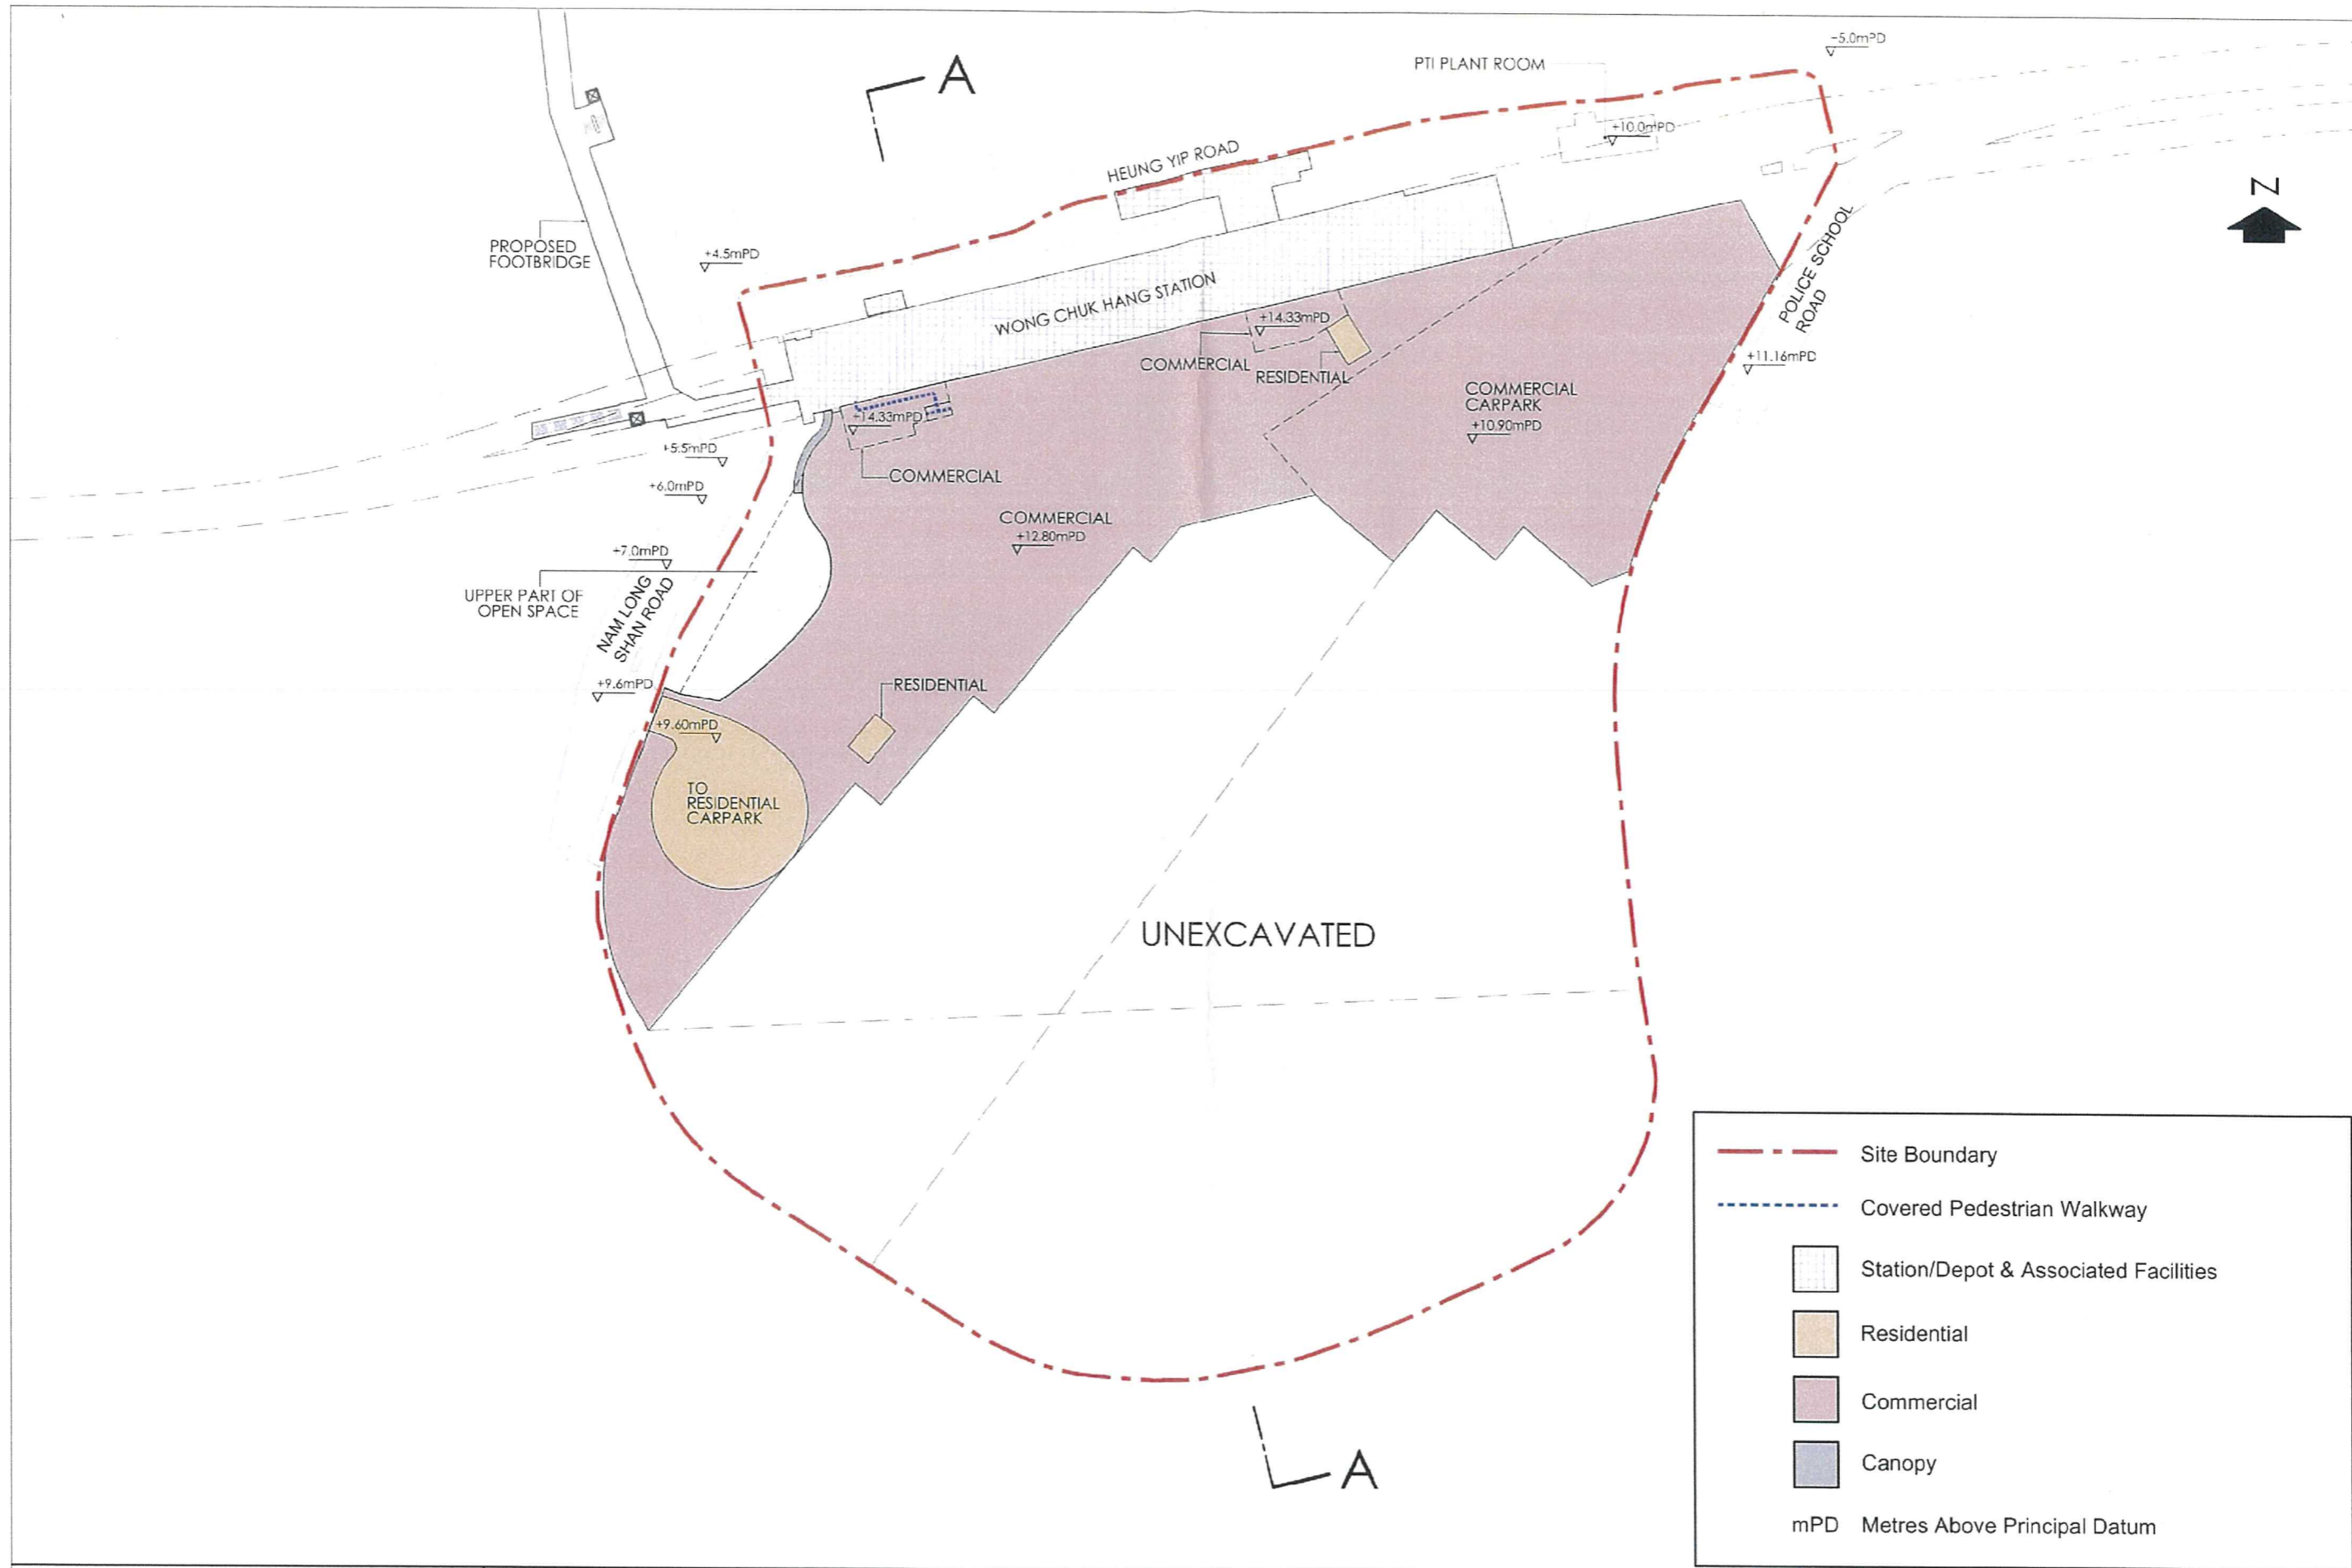 A
PTI PLANT ROOM
-5.0mPD
+10.0mPD
HEUNG YIP ROAD
N
PROPOSED
FOOTBRIDGE
+4.5mPD
WONG CHUK HANG STATION
POLICE SCHOOL
ROAD
+14.33mPD
COMMERCIAL
RESIDENTIAL
+11.16mPD
COMMERCIAL
CARPARK
+10.90mPD
+14.33mPD
+5.5mPD
COMMERCIAL
+6.0mPD
COMMERCIAL
+12.80mPD
+7.0mPD
UPPER PART OF
OPEN SPACE
NAM LONG
SHAN ROAD
+9.6mPD
RESIDENTIAL
+9.60mPD
TO
RESIDENTIAL
CARPARK
UNEXCAVATED
A
Site Boundary
Covered Pedestrian Walkway
Station/Depot & Associated Facilities
Residential
Commercial
Canopy
mPD Metres Above Principal Datum